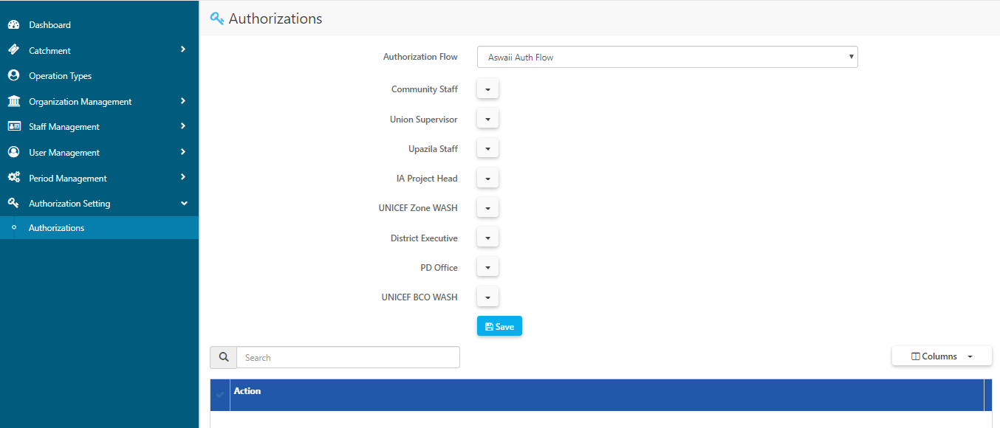 Dashboard
Catchment
Operation Types
Organization Management
Staff Management
User Management
Period Management
Authorization Setting
Authorizations
Authorizations
Authorization Flow
Aswaii Auth Flow
Community Staff
Union Supervisor
Upazila Staff
IA Project Head
UNICEF Zone WASH
District Executive
PD Office
UNICEF BCO WASH
Save
Search
Columns
Action